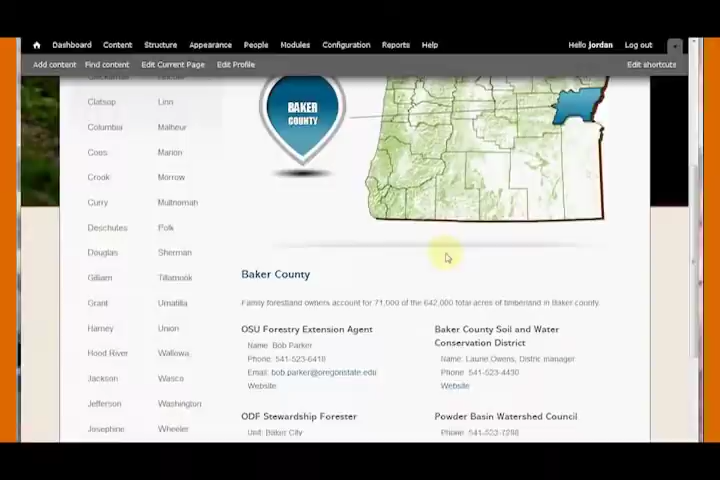 Dashboard Content Structure Appearance People Modules Configuration Reports Help Hello Jordan Log out
Add content Find content Edit Current Page Edit Profile Edit shortcuts
Clatsop Linn
Columbia Malheur
Coos Marion
Crook Morrow
Curry Multnomah
Deschutes Polk
Douglas Sherman
Gilliam Tillamook
Grant Umatilla
Harney Union
Hood River Wallowa
Jackson Wasco
Jefferson Washington
Josephine Wheeler
BAKER
COUNTY
Baker County
Family forestland owners account for 71,000 of the 642,000 total acres of timberland in Baker county.
OSU Forestry Extension Agent
Name: Bob Parker
Phone: 541-523-6418
Email: bob.parker@oregonstate.edu
Website
Baker County Soil and Water
Conservation District
Name: Laurie Owens, District manager
Phone: 541-523-4430
Website
ODF Stewardship Forester
Unit: Baker City
Powder Basin Watershed Council
Phone: 541-523-7288